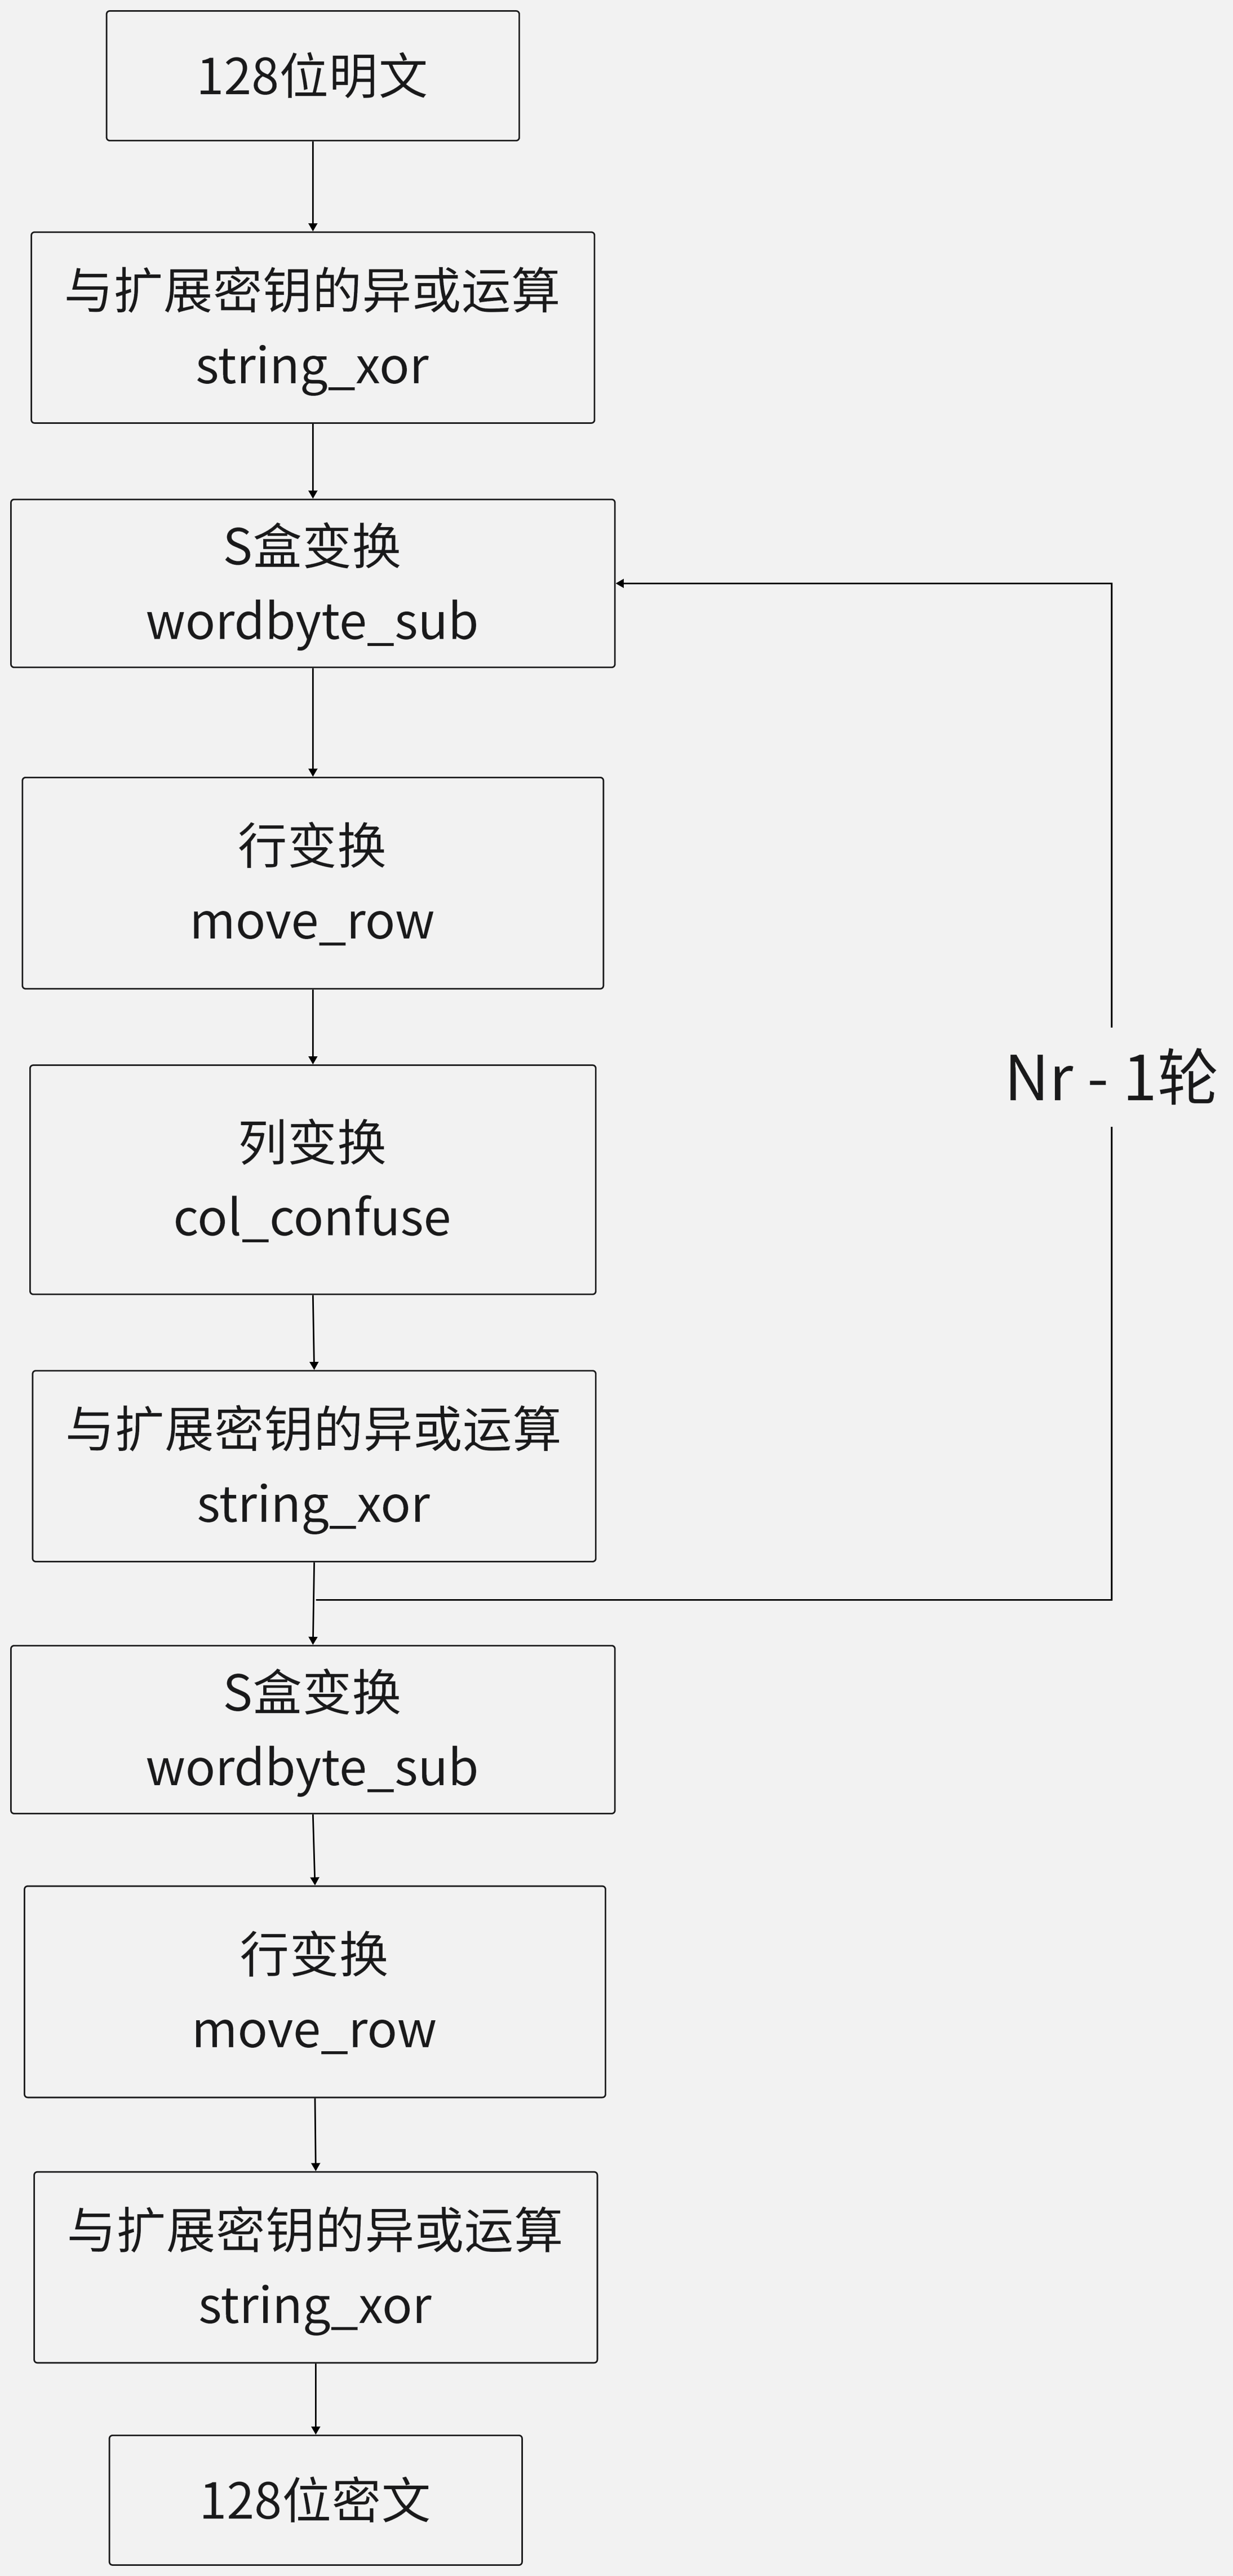 128位明文
与扩展密钥的异或运算
string_xor
S盒变换
wordbyte_sub
行变换
move_row
列变换
col_confuse
Nr - 1轮
与扩展密钥的异或运算
string_xor
S盒变换
wordbyte_sub
行变换
move_row
与扩展密钥的异或运算
string_xor
128位密文